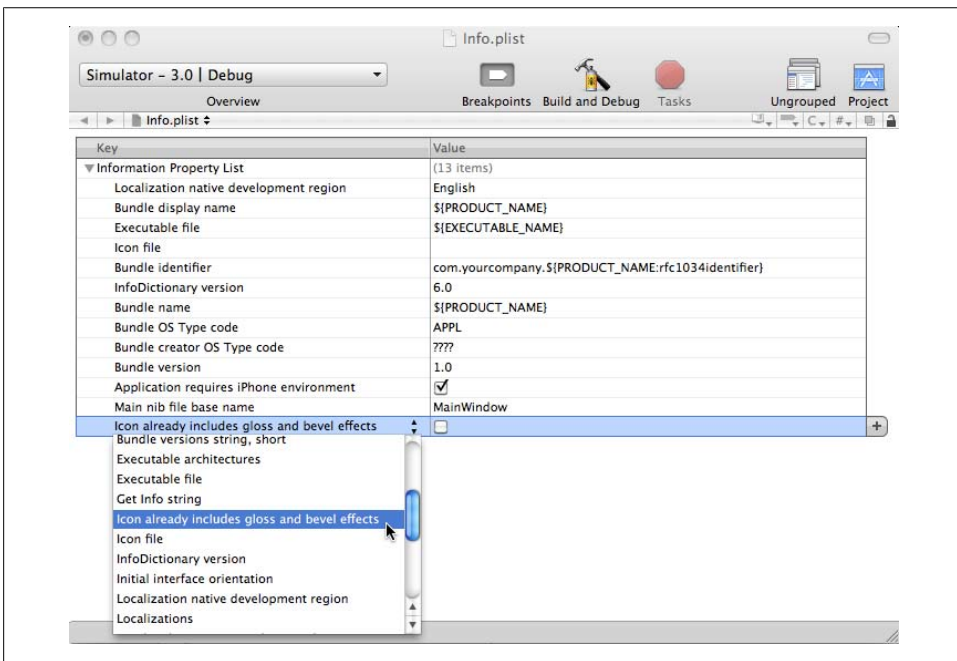 Info.plist
Simulator – 3.0 | Debug
Overview Breakpoints Build and Debug Tasks Ungrouped Project
Info.plist
C #
Key Value
Information Property List (13 items)
Localization native development region English
Bundle display name ${PRODUCT_NAME}
Executable file ${EXECUTABLE_NAME}
Icon file
Bundle identifier com.yourcompany.${PRODUCT_NAME:rfc1034identifier}
InfoDictionary version 6.0
Bundle name ${PRODUCT_NAME}
Bundle OS Type code APPL
Bundle creator OS Type code ????
Bundle version 1.0
Application requires iPhone environment
Main nib file base name MainWindow
Icon already includes gloss and bevel effects
Bundle versions string, short
Executable architectures
Executable file
Get Info string
Icon already includes gloss and bevel effects
Icon file
InfoDictionary version
Initial interface orientation
Localization native development region
Localizations